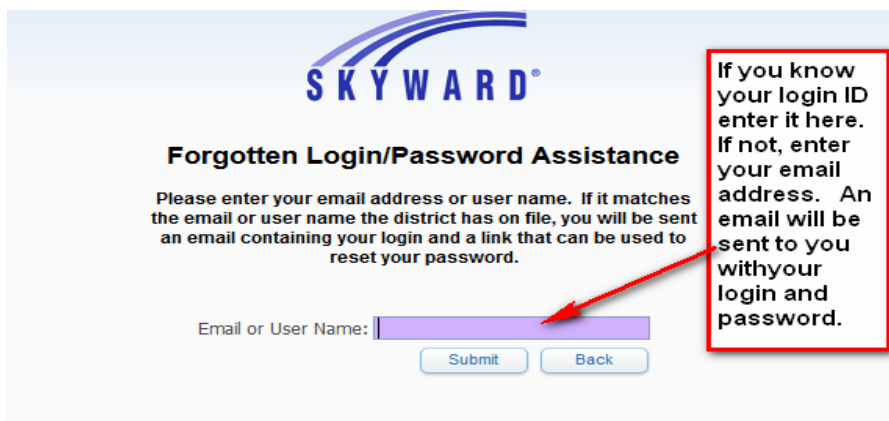 SKYWARD®
Forgotten Login/Password Assistance
Please enter your email address or user name. If it matches
the email or user name the district has on file, you will be sent
an email containing your login and a link that can be used to
reset your password.
Email or User Name:
Submit Back
If you know
your login ID
enter it here.
If not, enter
your email
address. An
email will be
sent to you
withyour
login and
password.